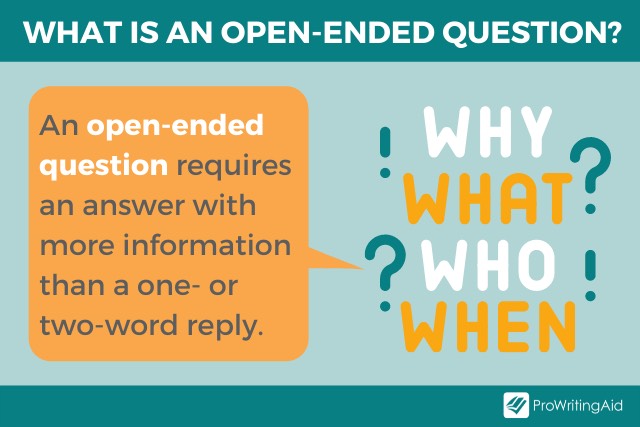 WHAT IS AN OPEN-ENDED QUESTION?
An open-ended
question requires
an answer with
more information
than a one- or
two-word reply.
! WHY ?
WHAT
? WHO !
WHEN
ProWritingAid